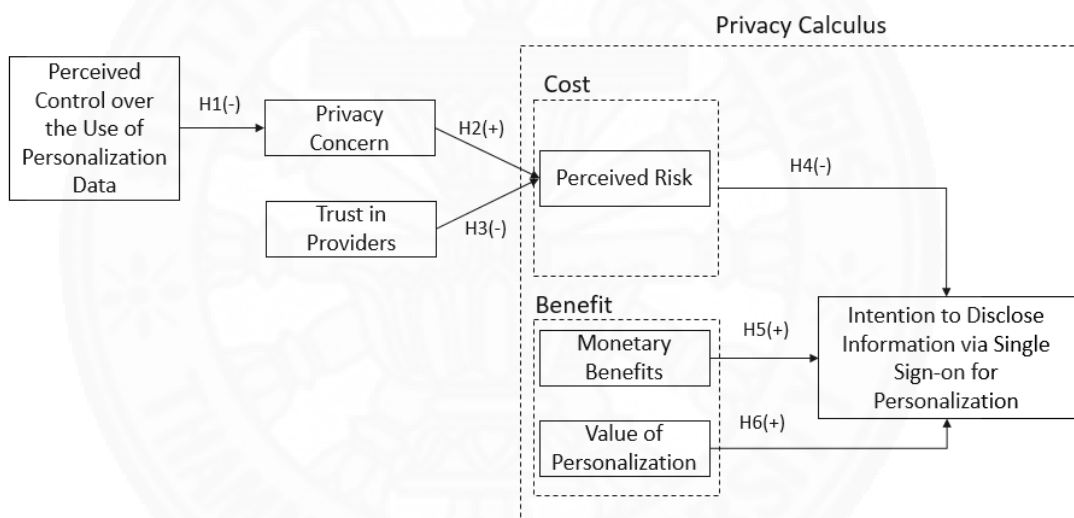 Privacy Calculus
Perceived
Control over
the Use of
Personalization
Data
H1(-)
Privacy
Concern
H2(+)
Trust in
Providers
H3(-)
Cost
Perceived Risk
H4(-)
Benefit
Monetary
Benefits
H5(+)
Value of
Personalization
H6(+)
Intention to Disclose
Information via Single
Sign-on for
Personalization